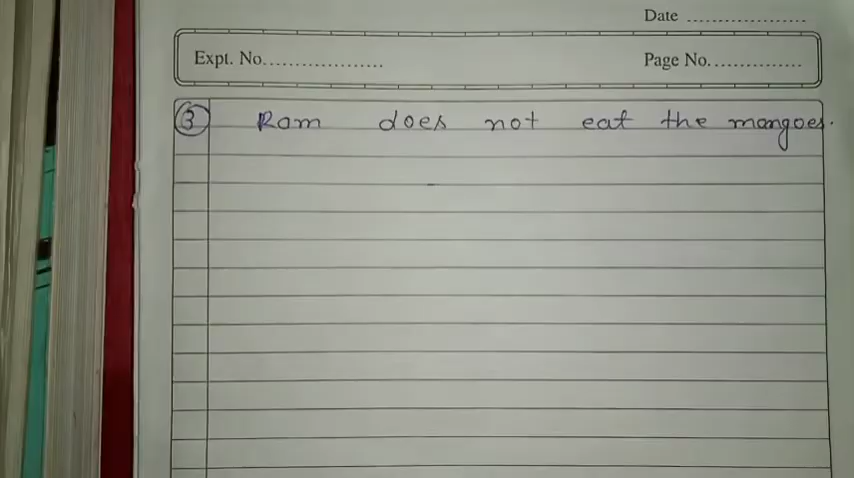 Date ...................
Expt. No................... Page No...............
3 Ram does not eat the mangoes.